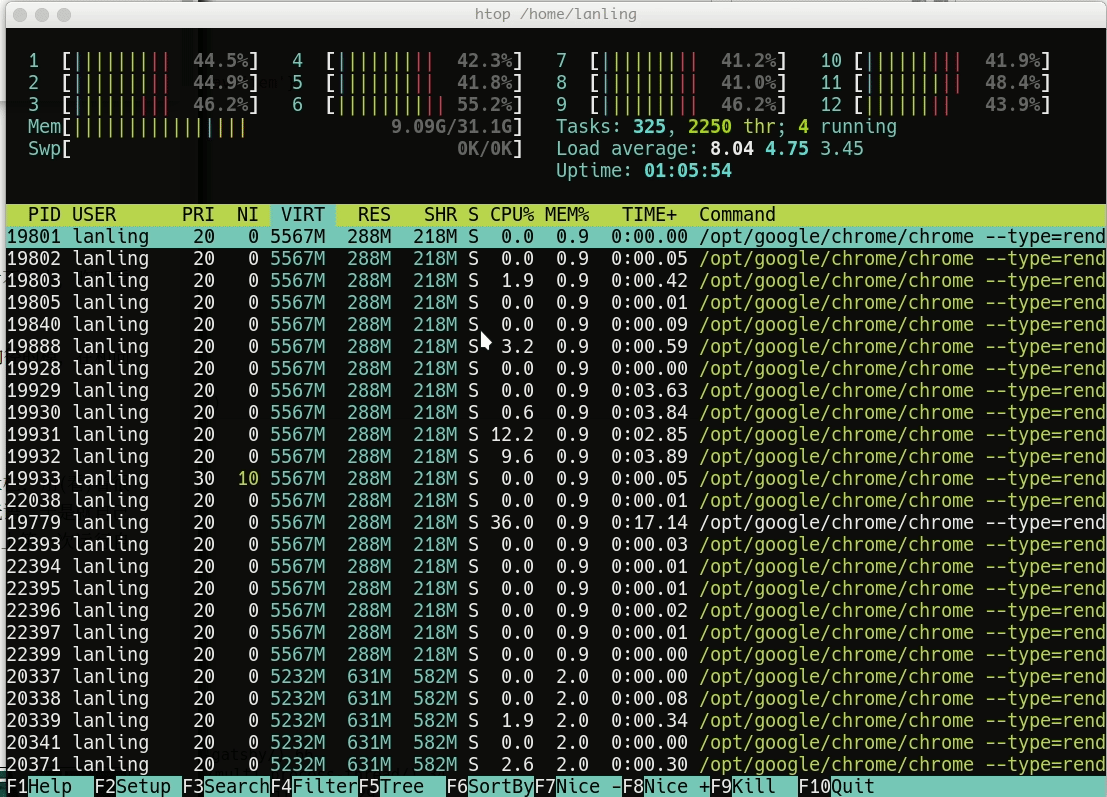 htop /home/lanling
1 [||||||||| 44.5%] 4 [||||||||| 42.3%] 7 [||||||||| 41.2%] 10 [||||||||| 41.9%]
2 [||||||||| 44.9%] 5 [||||||||| 41.8%] 8 [||||||||| 41.0%] 11 [||||||||| 48.4%]
3 [||||||||| 46.2%] 6 [|||||||||| 55.2%] 9 [||||||||| 46.2%] 12 [|||||||| 43.9%]
Mem[|||||||||||||||| 9.09G/31.1G] Tasks: 325, 2250 thr; 4 running
Swp[ 0K/0K] Load average: 8.04 4.75 3.45
Uptime: 01:05:54
PID USER PRI NI VIRT RES SHR S CPU% MEM% TIME+ Command
19801 lanling 20 0 5567M 288M 218M S 0.0 0.9 0:00.00 /opt/google/chrome/chrome --type=rend
19802 lanling 20 0 5567M 288M 218M S 0.0 0.9 0:00.05 /opt/google/chrome/chrome --type=rend
19803 lanling 20 0 5567M 288M 218M S 1.9 0.9 0:00.42 /opt/google/chrome/chrome --type=rend
19805 lanling 20 0 5567M 288M 218M S 0.0 0.9 0:00.01 /opt/google/chrome/chrome --type=rend
19840 lanling 20 0 5567M 288M 218M S 0.0 0.9 0:00.09 /opt/google/chrome/chrome --type=rend
19888 lanling 20 0 5567M 288M 218M S 3.2 0.9 0:00.59 /opt/google/chrome/chrome --type=rend
19928 lanling 20 0 5567M 288M 218M S 0.0 0.9 0:00.00 /opt/google/chrome/chrome --type=rend
19929 lanling 20 0 5567M 288M 218M S 0.0 0.9 0:03.63 /opt/google/chrome/chrome --type=rend
19930 lanling 20 0 5567M 288M 218M S 0.6 0.9 0:03.84 /opt/google/chrome/chrome --type=rend
19931 lanling 20 0 5567M 288M 218M S 12.2 0.9 0:02.85 /opt/google/chrome/chrome --type=rend
19932 lanling 20 0 5567M 288M 218M S 9.6 0.9 0:03.89 /opt/google/chrome/chrome --type=rend
19933 lanling 30 10 5567M 288M 218M S 0.0 0.9 0:00.05 /opt/google/chrome/chrome --type=rend
22038 lanling 20 0 5567M 288M 218M S 0.0 0.9 0:00.01 /opt/google/chrome/chrome --type=rend
19779 lanling 20 0 5567M 288M 218M S 36.0 0.9 0:17.14 /opt/google/chrome/chrome --type=rend
22393 lanling 20 0 5567M 288M 218M S 0.0 0.9 0:00.03 /opt/google/chrome/chrome --type=rend
22394 lanling 20 0 5567M 288M 218M S 0.0 0.9 0:00.01 /opt/google/chrome/chrome --type=rend
22395 lanling 20 0 5567M 288M 218M S 0.0 0.9 0:00.01 /opt/google/chrome/chrome --type=rend
22396 lanling 20 0 5567M 288M 218M S 0.0 0.9 0:00.02 /opt/google/chrome/chrome --type=rend
22397 lanling 20 0 5567M 288M 218M S 0.0 0.9 0:00.01 /opt/google/chrome/chrome --type=rend
22399 lanling 20 0 5567M 288M 218M S 0.0 0.9 0:00.00 /opt/google/chrome/chrome --type=rend
20337 lanling 20 0 5232M 631M 582M S 0.0 2.0 0:00.00 /opt/google/chrome/chrome --type=rend
20338 lanling 20 0 5232M 631M 582M S 0.0 2.0 0:00.08 /opt/google/chrome/chrome --type=rend
20339 lanling 20 0 5232M 631M 582M S 1.9 2.0 0:00.34 /opt/google/chrome/chrome --type=rend
20341 lanling 20 0 5232M 631M 582M S 0.0 2.0 0:00.00 /opt/google/chrome/chrome --type=rend
20371 lanling 20 0 5232M 631M 582M S 2.6 2.0 0:00.30 /opt/google/chrome/chrome --type=rend
F1Help F2Setup F3SearchF4FilterF5Tree F6SortByF7Nice -F8Nice +F9Kill F10Quit